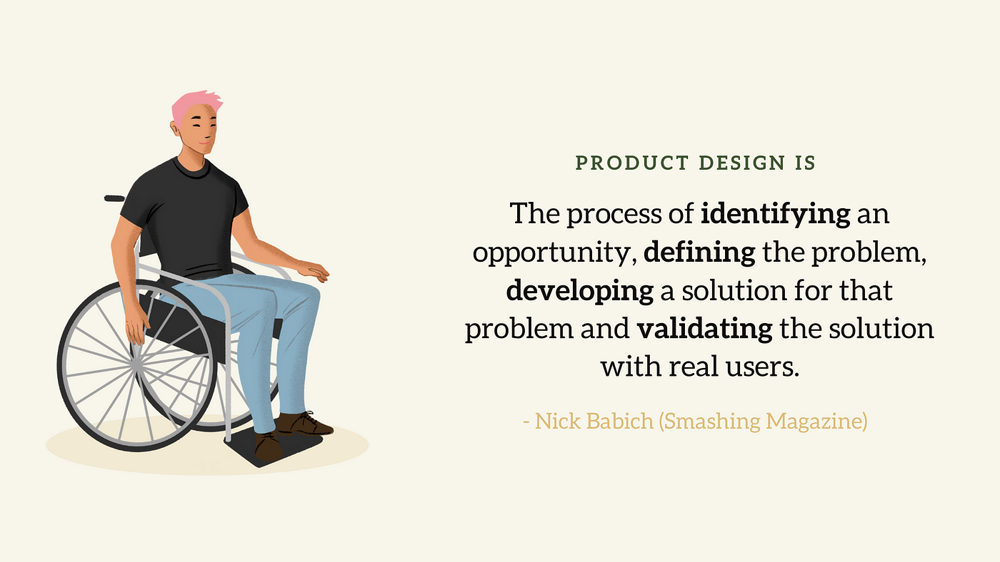 PRODUCT DESIGN IS
The process of identifying an
opportunity, defining the problem,
developing a solution for that
problem and validating the solution
with real users.
- Nick Babich (Smashing Magazine)